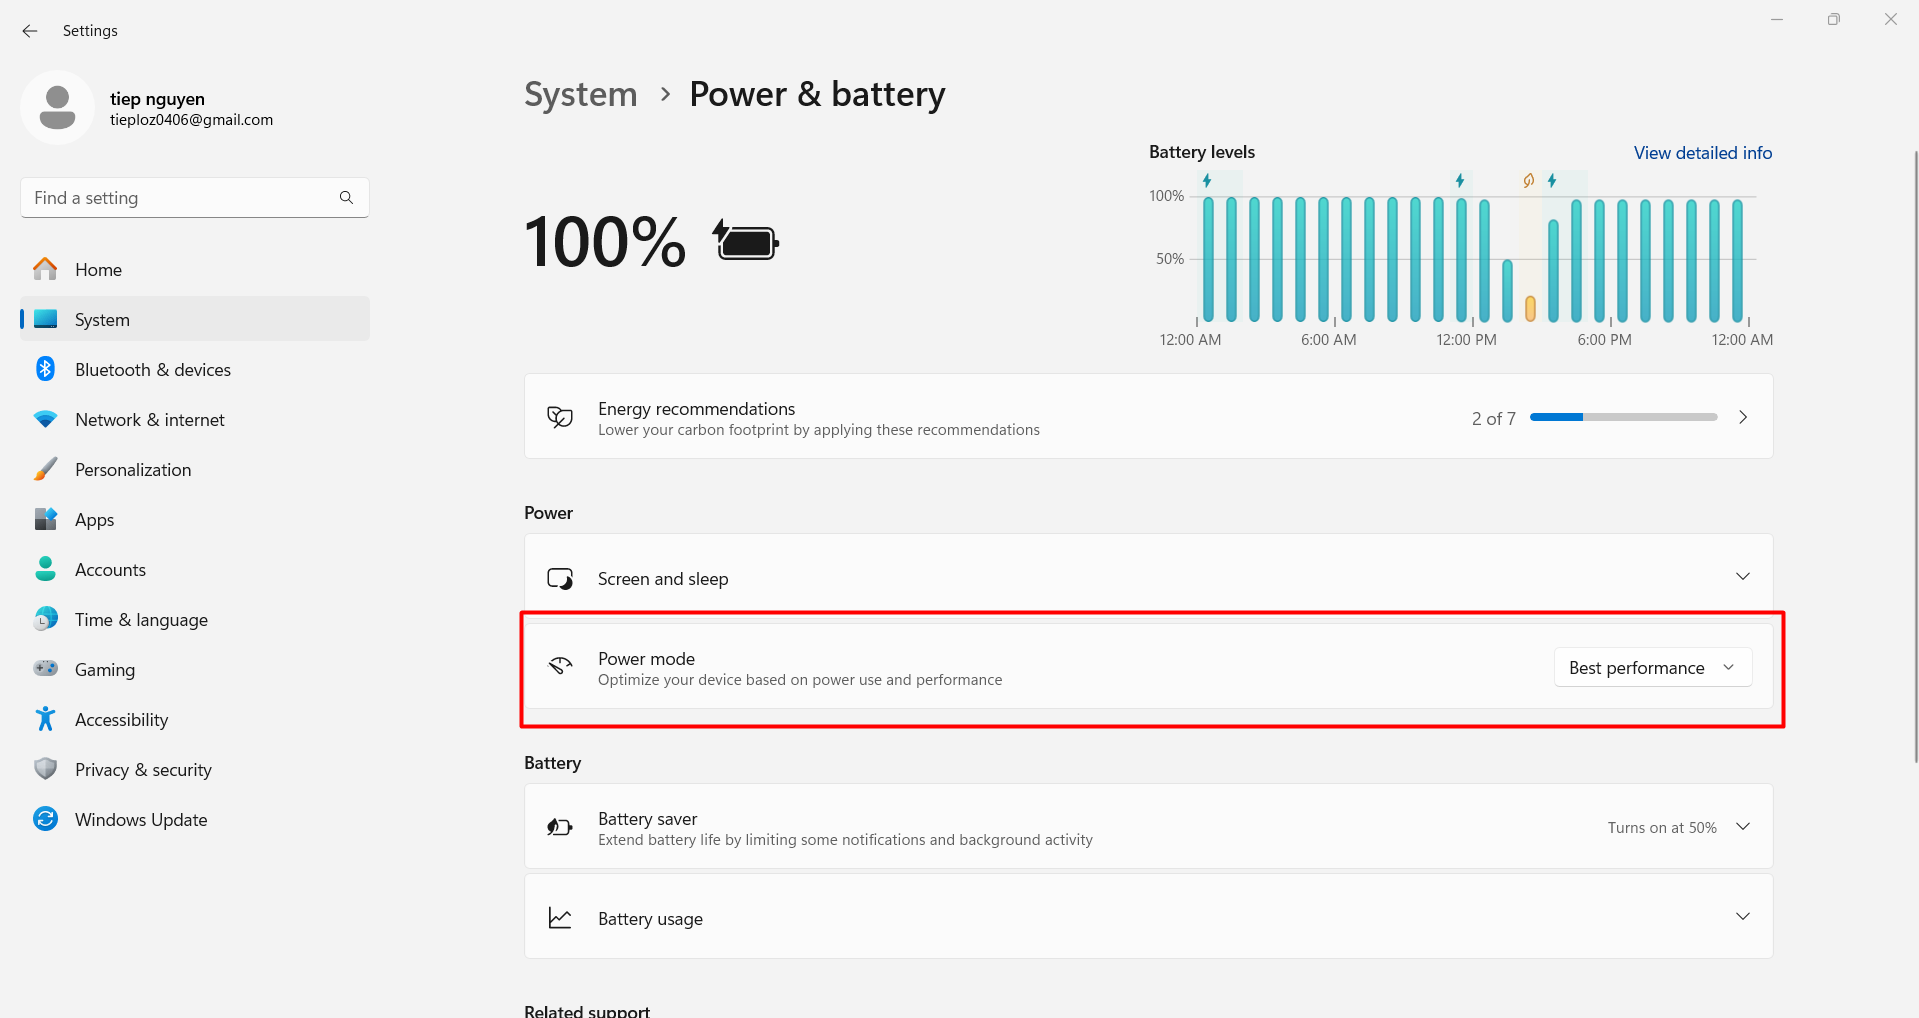 Settings
tiep nguyen
tieploz0406@gmail.com
Find a setting
Home
System
Bluetooth & devices
Network & internet
Personalization
Apps
Accounts
Time & language
Gaming
Accessibility
Privacy & security
Windows Update
System > Power & battery
100%
Battery levels
View detailed info
100%
50%
12:00 AM 6:00 AM 12:00 PM 6:00 PM 12:00 AM
Energy recommendations
Lower your carbon footprint by applying these recommendations
2 of 7
Power
Screen and sleep
Power mode
Optimize your device based on power use and performance
Best performance
Battery
Battery saver
Extend battery life by limiting some notifications and background activity
Turns on at 50%
Battery usage
Related support